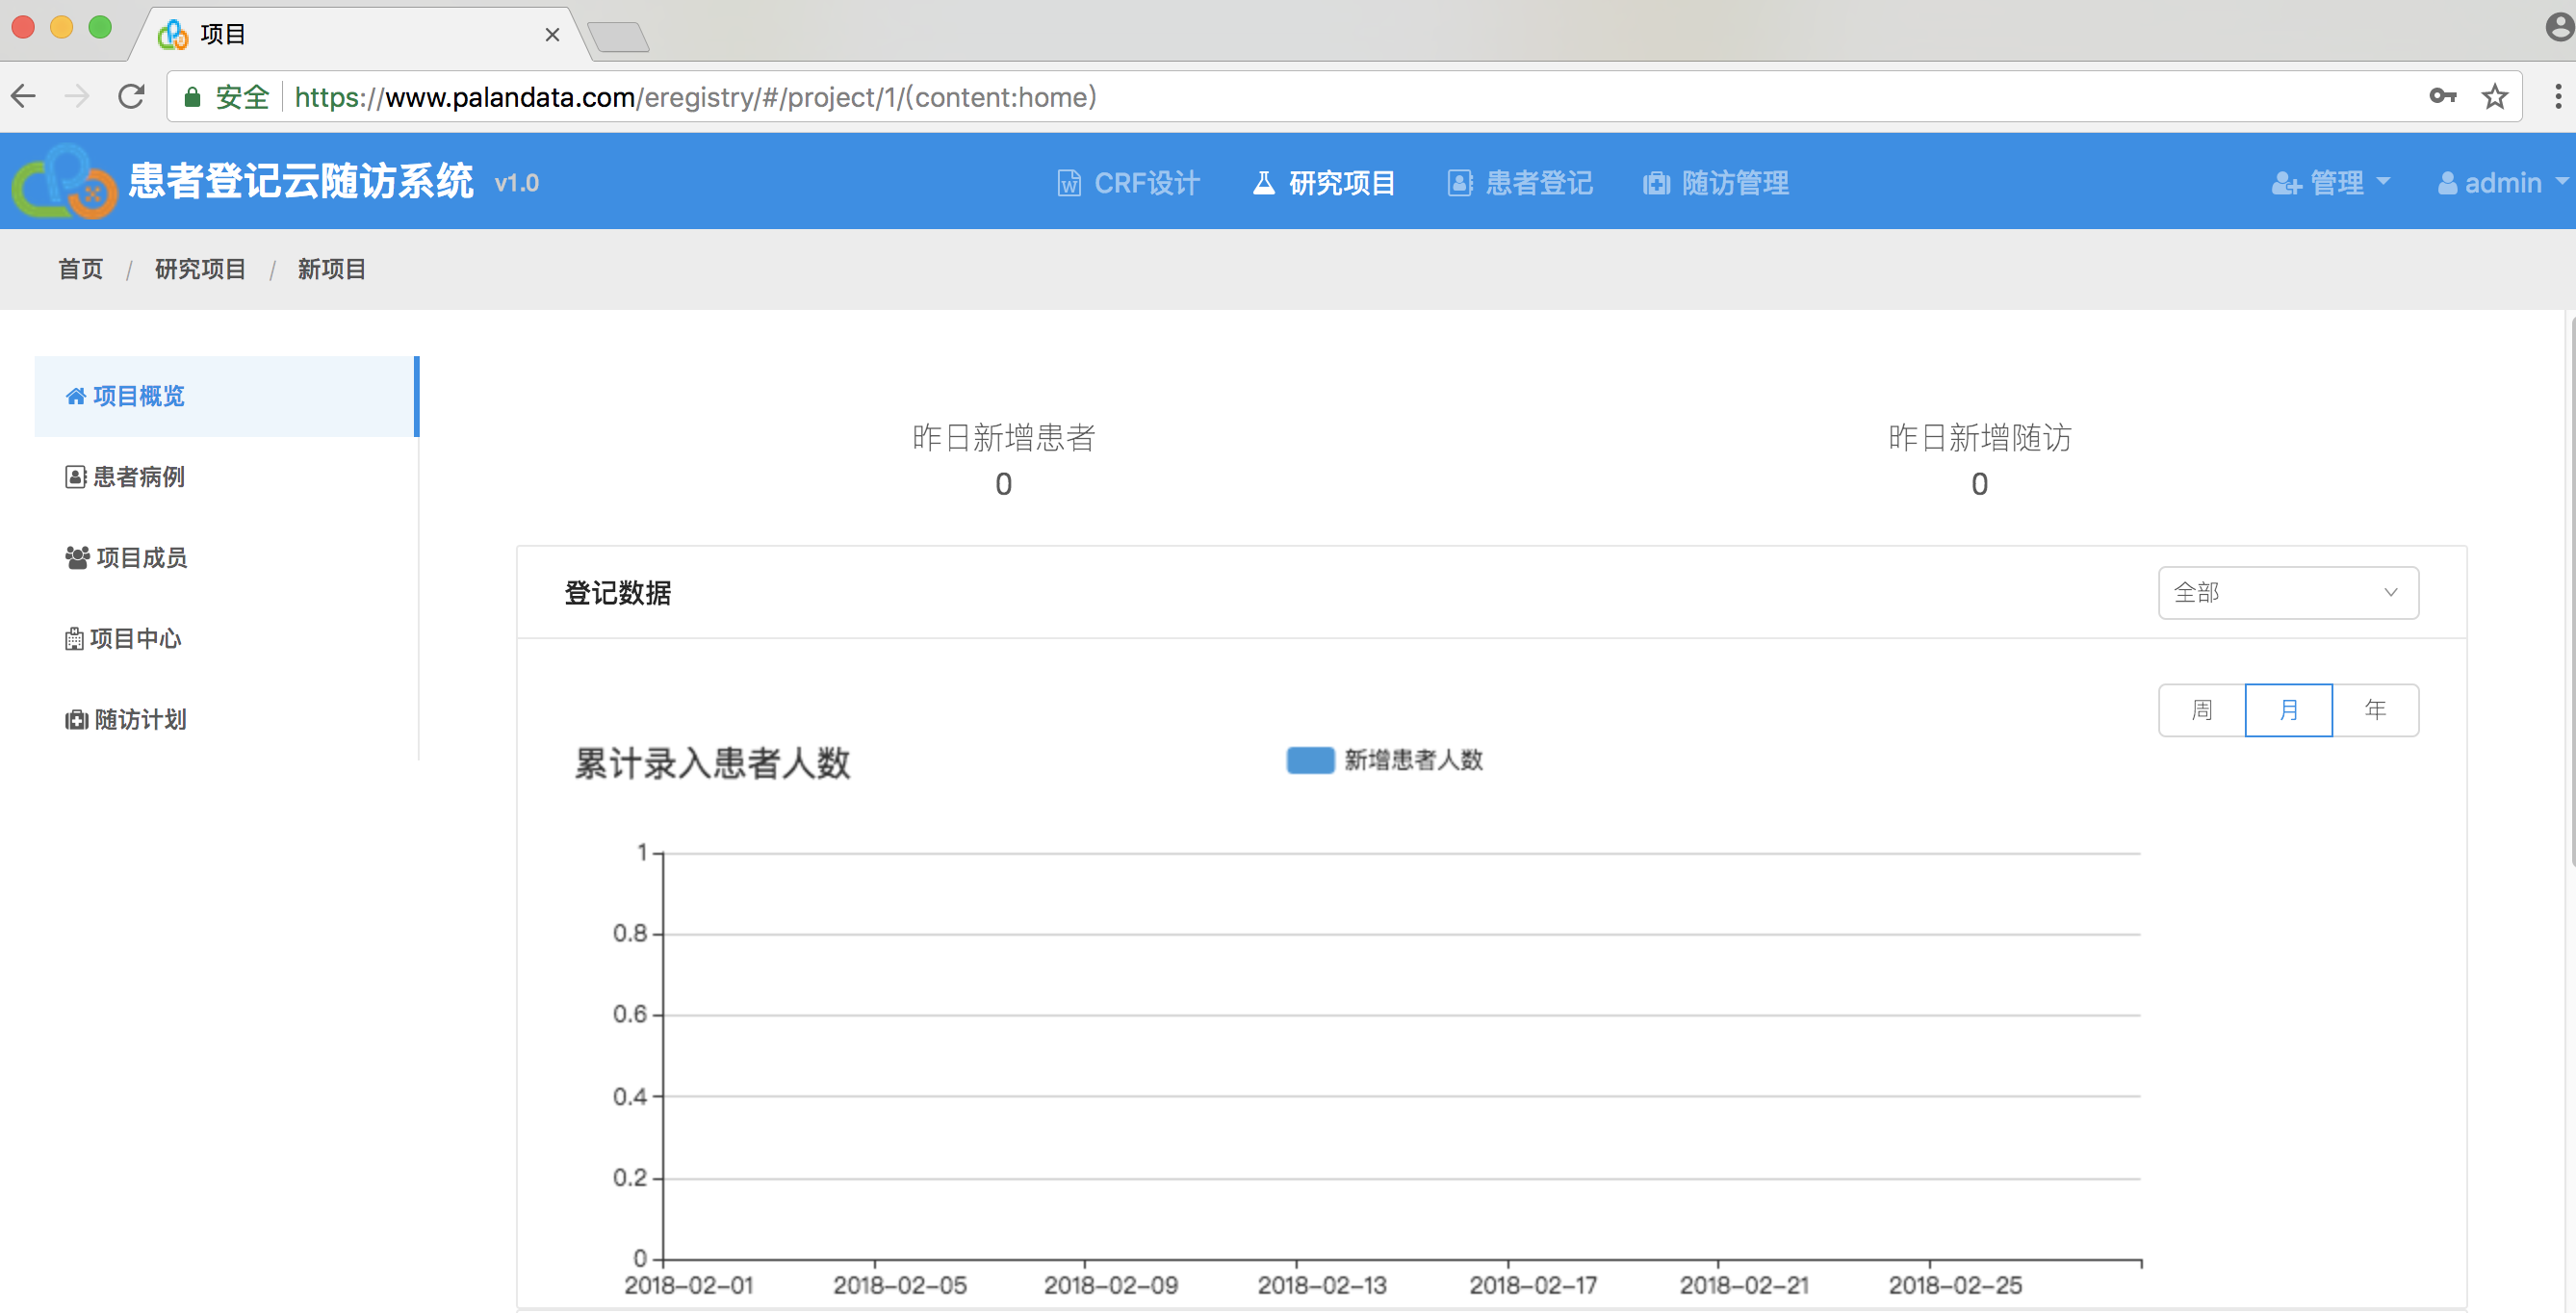 项目
安全 https://www.palandata.com/eregistry/#/project/1/(content:home)
患者登记云随访系统 v1.0 CRF设计 研究项目 患者登记 随访管理 管理 admin
首页 / 研究项目 / 新项目
项目概览
患者病例
项目成员
项目中心
随访计划
昨日新增患者 昨日新增随访
0 0
登记数据 全部
周 月 年
累计录入患者人数 新增患者人数
1
0.8
0.6
0.4
0.2
0
2018-02-01 2018-02-05 2018-02-09 2018-02-13 2018-02-17 2018-02-21 2018-02-25